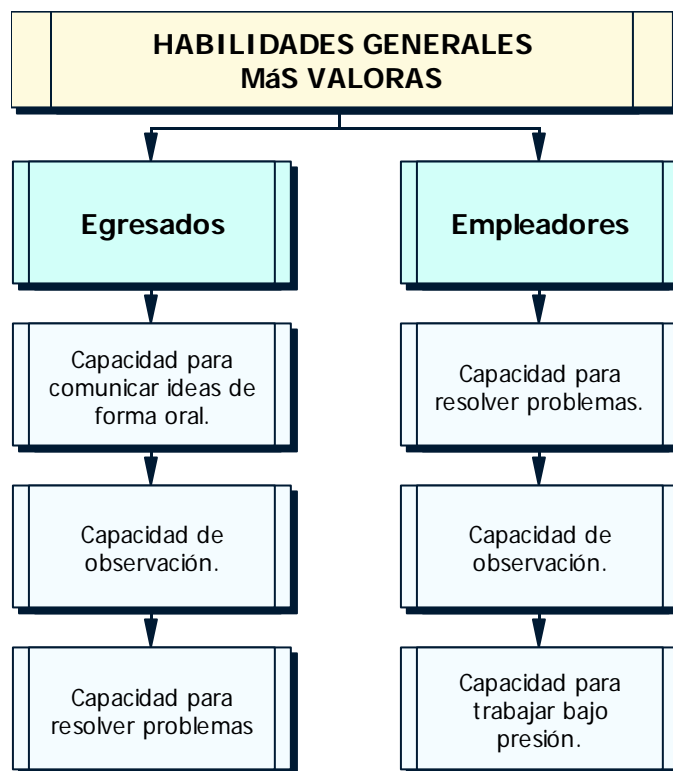 HABILIDADES GENERALES
MáS VALORAS
Egresados
Capacidad para
comunicar ideas de
forma oral.
Capacidad de
observación.
Capacidad para
resolver problemas
Empleadores
Capacidad para
resolver problemas.
Capacidad de
observación.
Capacidad para
trabajar bajo
presión.